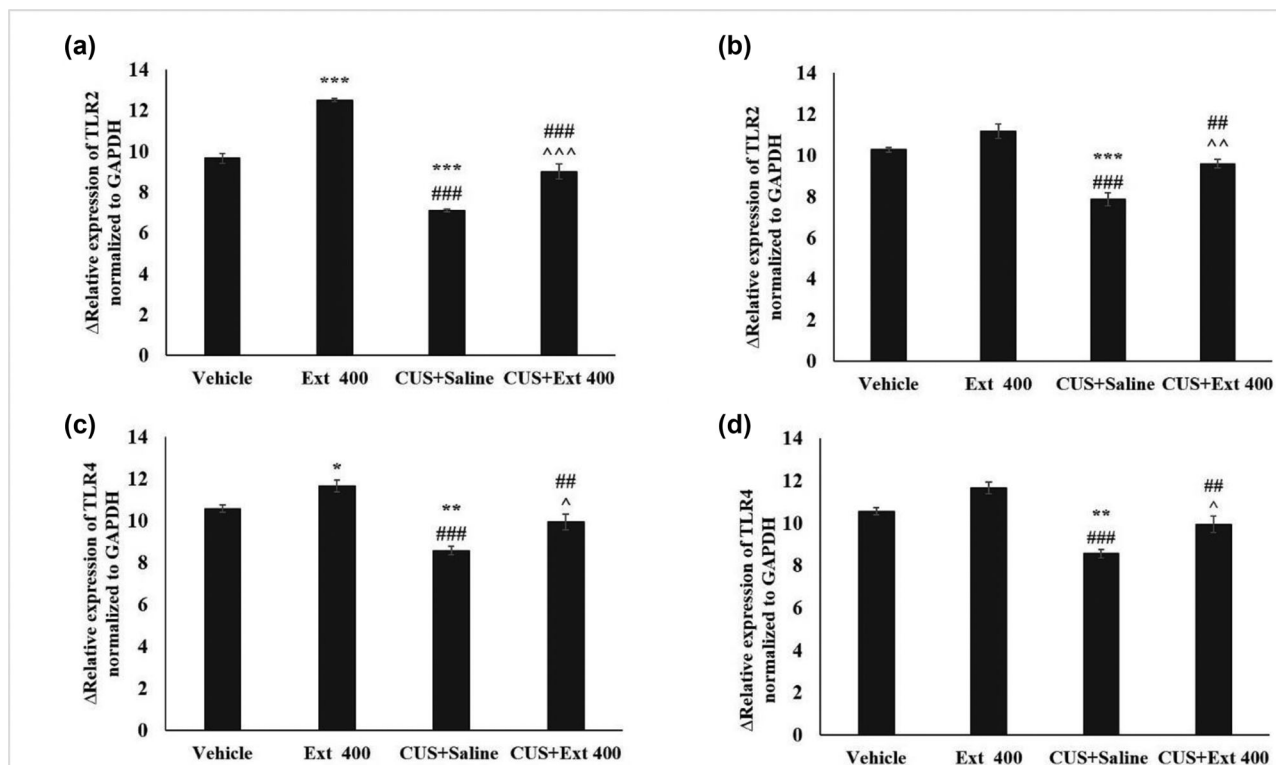 (a)
ΔRelative expression of TLR2
normalized to GAPDH
14
12
10
8
6
4
2
0
***
***
###
###
^^^
Vehicle
Ext 400
CUS+Saline
CUS+Ext 400
(b)
ΔRelative expression of TLR2
normalized to GAPDH
14
12
10
8
6
4
2
0
***
###
##
^^
Vehicle
Ext 400
CUS+Saline
CUS+Ext 400
(c)
ΔRelative expression of TLR4
normalized to GAPDH
14
12
10
8
6
4
2
0
*
**
###
##
^
Vehicle
Ext 400
CUS+Saline
CUS+Ext 400
(d)
ΔRelative expression of TLR4
normalized to GAPDH
14
12
10
8
6
4
2
0
**
###
##
^
Vehicle
Ext 400
CUS+Saline
CUS+Ext 400